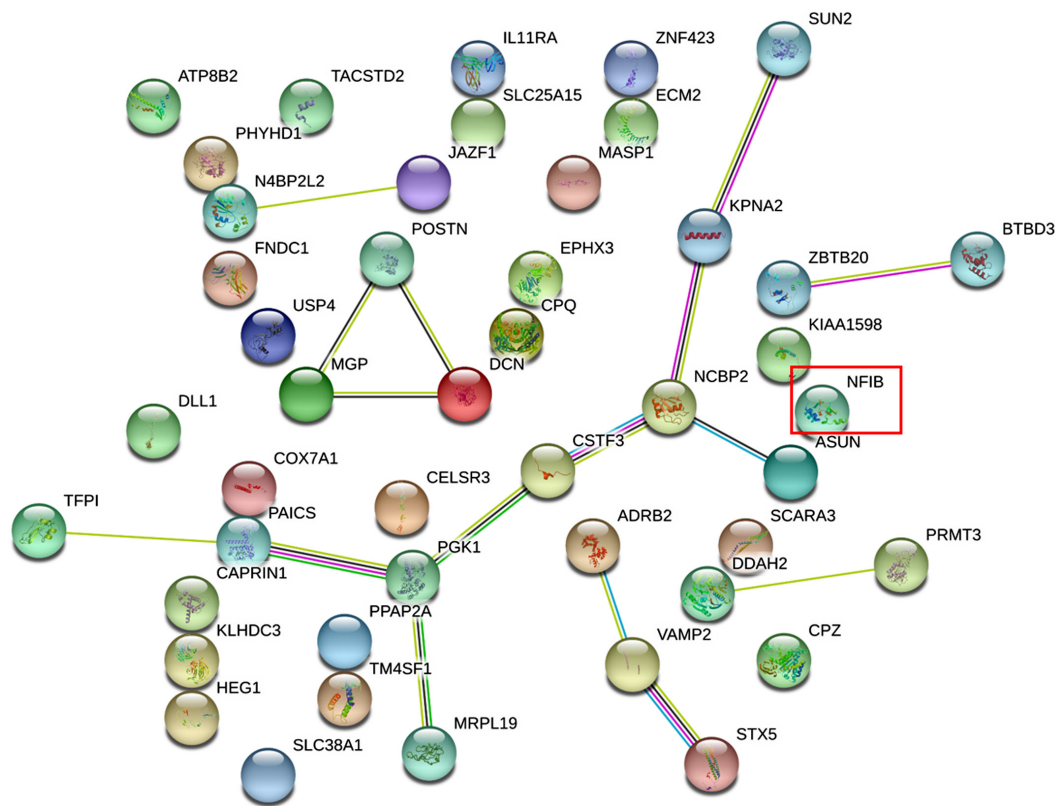 SUN2
IL11RA
ZNF423
ATP8B2
TACSTD2
SLC25A15
ECM2
PHYHD1
JAZF1
MASP1
N4BP2L2
KPNA2
POSTN
BTBD3
FNDC1
EPHX3
ZBTB20
USP4
CPQ
KIAA1598
MGP
DCN
NCBP2
NFIB
DLL1
ASUN
CSTF3
COX7A1
CELSR3
TFPI
PAICS
ADRB2
SCARA3
PRMT3
PGK1
DDAH2
CAPRIN1
PPAP2A
KLHDC3
VAMP2
CPZ
TM4SF1
HEG1
MRPL19
SLC38A1
STX5